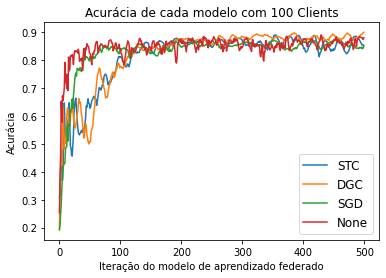 Acurácia de cada modelo com 100 Clients
Acurácia
0.9
0.8
0.7
0.6
0.5
0.4
0.3
0.2
0
100
200
300
400
500
Iteração do modelo de aprendizado federado
STC
DGC
SGD
None